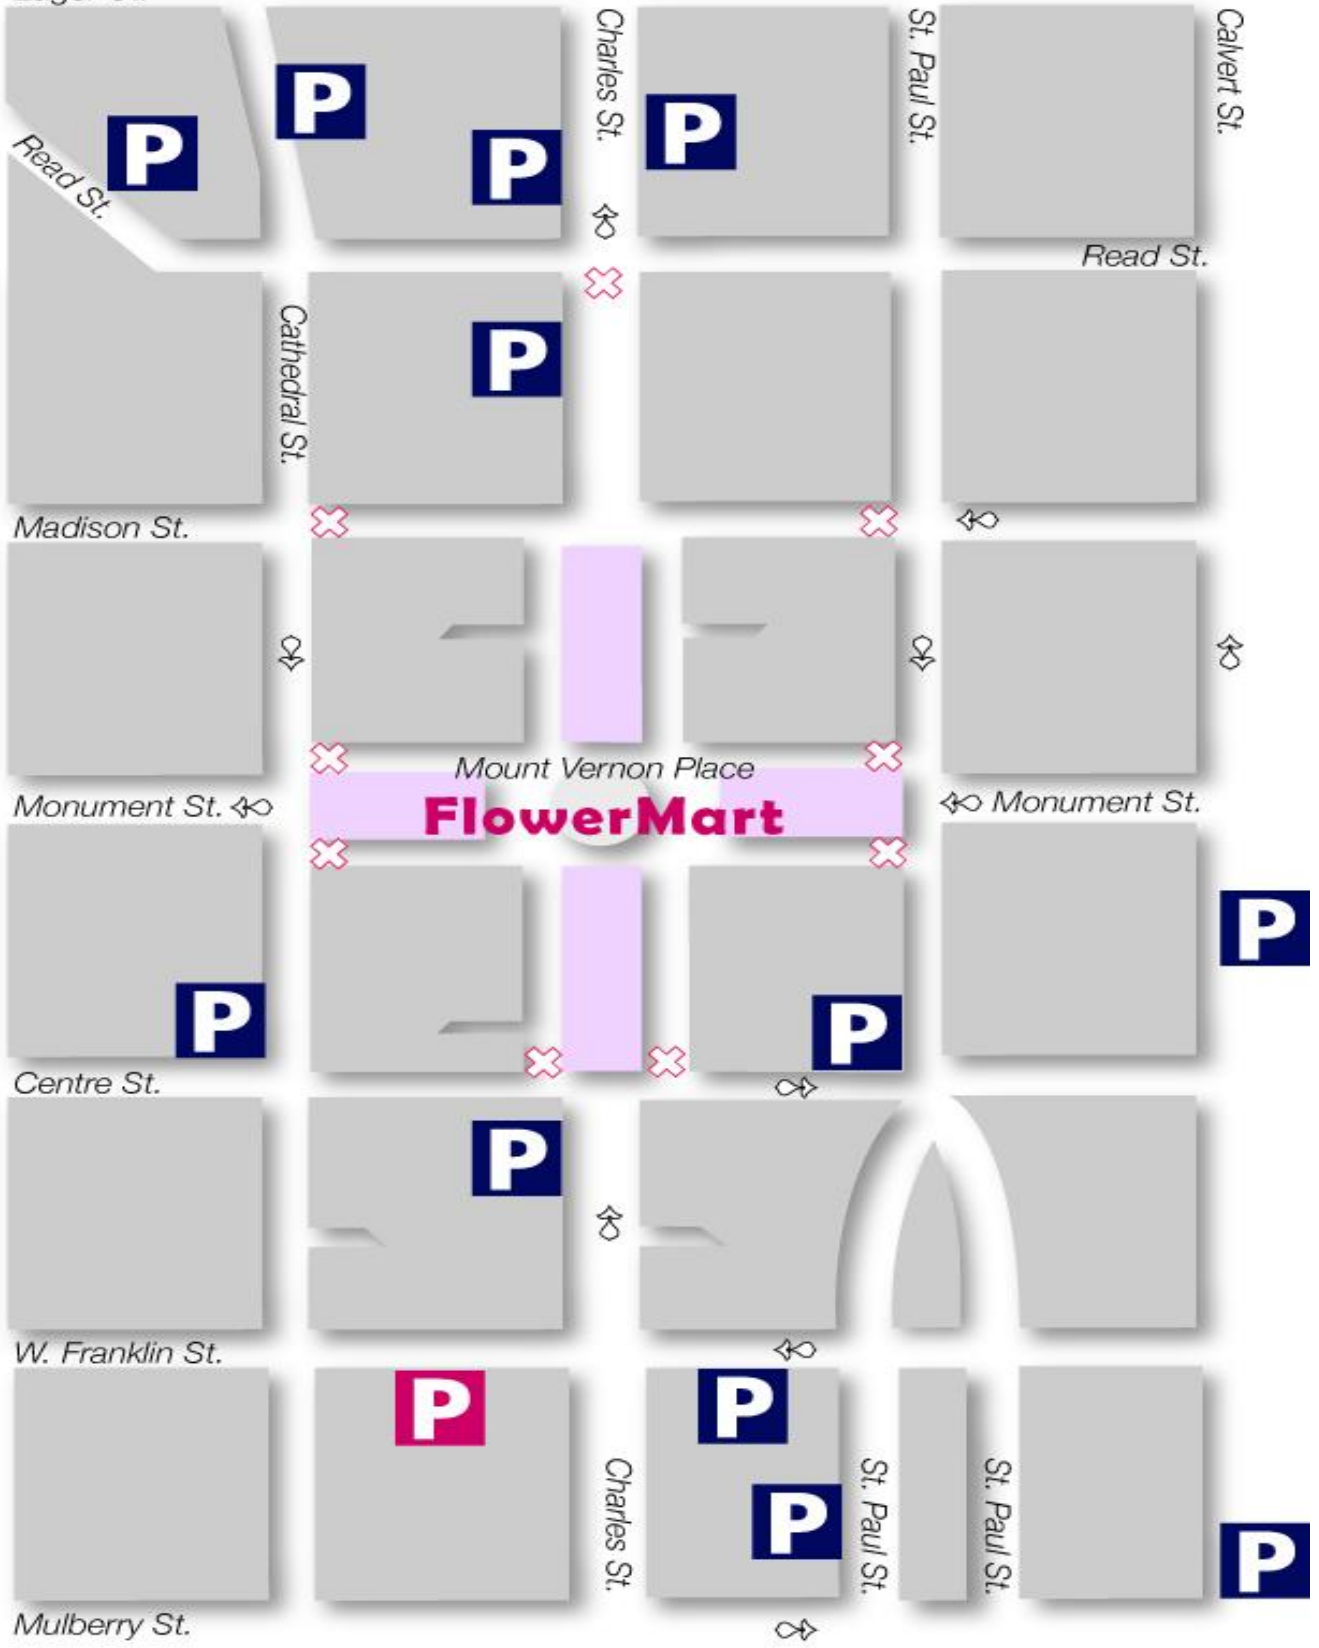 Charles St.
St. Paul St.
Calvert St.
P
P
P
P
Read St.
Read St.
Cathedral St.
P
Madison St.
Mount Vernon Place
Monument St.
FlowerMart
Monument St.
P
P
P
Centre St.
P
W. Franklin St.
P
P
Charles St.
St. Paul St.
St. Paul St.
P
P
Mulberry St.